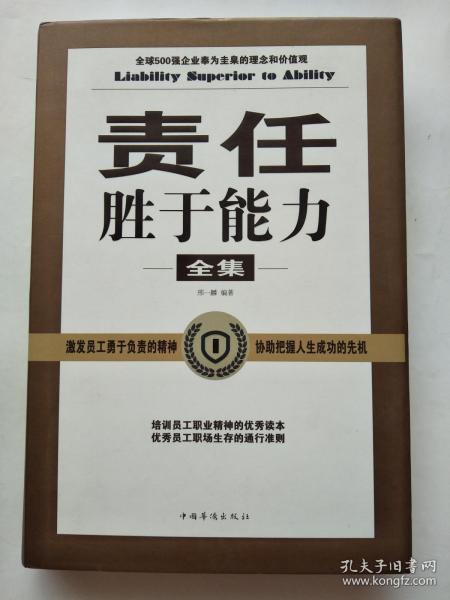 全球500强企业奉为圭臬的理念和价值观
Liability Superior to Ability
责任
胜于能力
全集
邢一麟 编著
激发员工勇于负责的精神 协助把握人生成功的先机
培训员工职业精神的优秀读本
优秀员工职场生存的通行准则
中国华侨出版社
孔夫子旧书网
www.kongfz.com